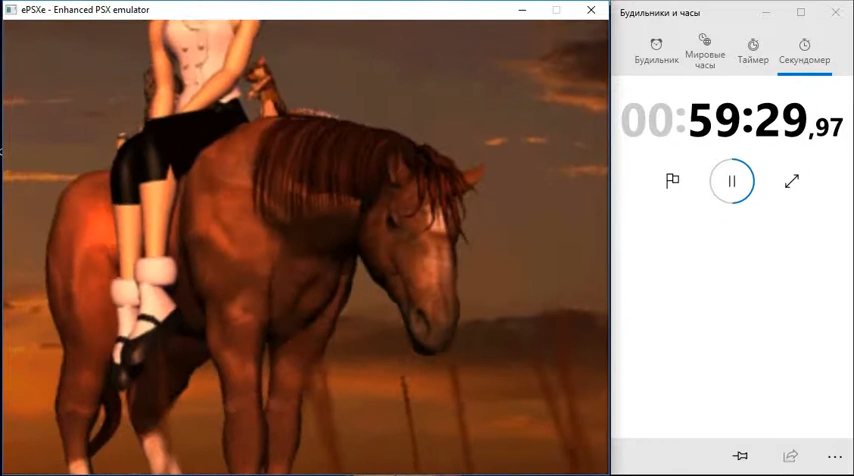 ePSXe - Enhanced PSX emulator
Будильники и часы
Будильник
Мировые
часы
Таймер
Секундомер
00:59:29,97